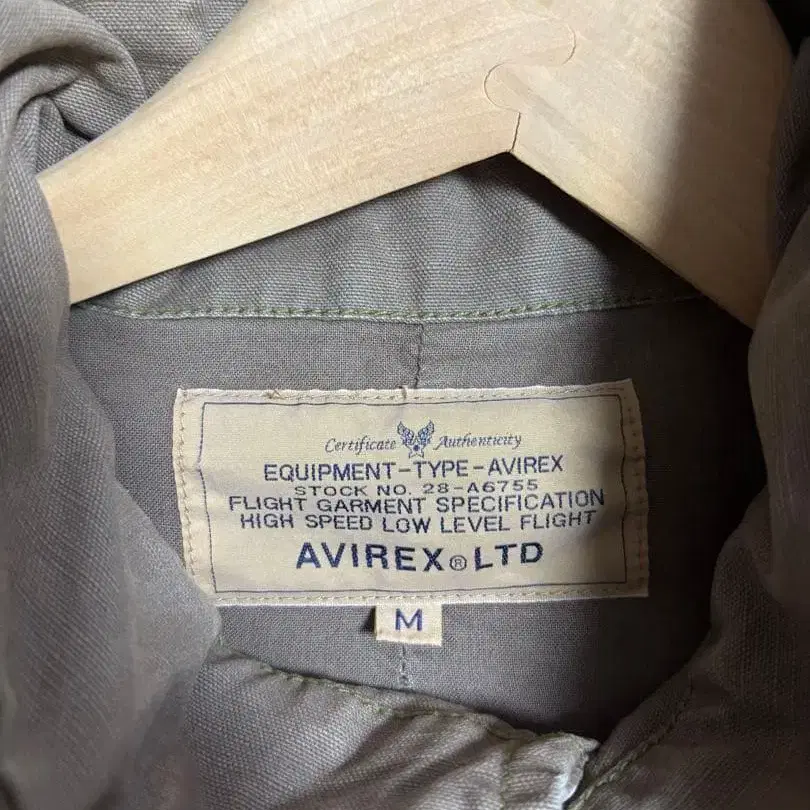 Certificate Authenticity
EQUIPMENT-TYPE-AVIREX
STOCK NO. 28-A6755
FLIGHT GARMENT SPECIFICATION
HIGH SPEED LOW LEVEL FLIGHT
AVIREX® LTD
M